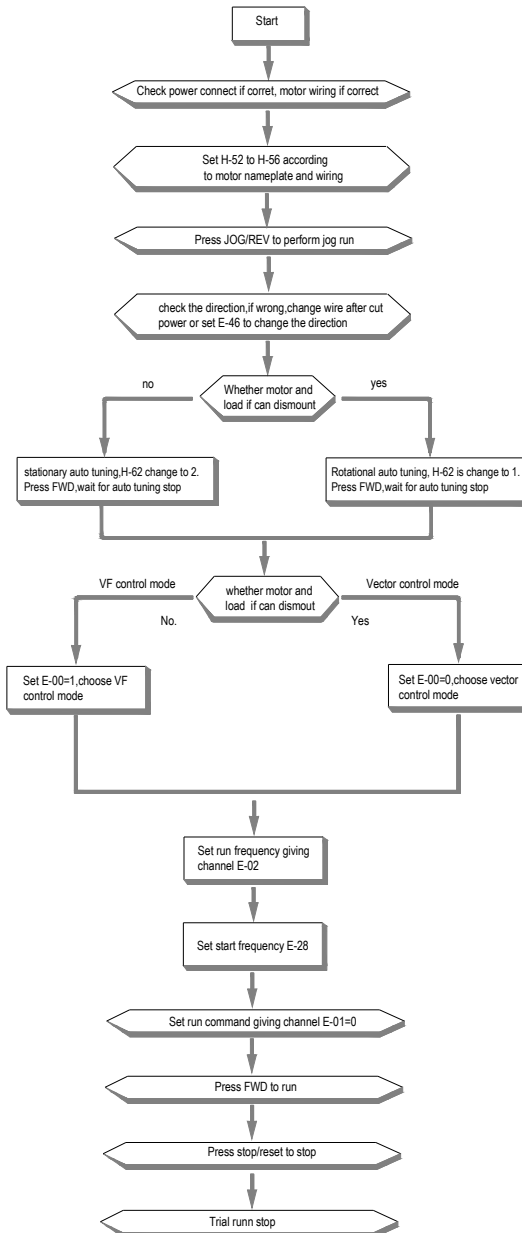 Start
Check power connect if corret, motor wiring if correct
Set H-52 to H-56 according
to motor nameplate and wiring
Press JOG/REV to perform jog run
check the direction,if wrong,change wire after cut
power or set E-46 to change the direction
no
Whether motor and
load if can dismount
yes
stationary auto tuning,H-62 change to 2.
Press FWD,wait for auto tuning stop
Rotational auto tuning, H-62 is change to 1.
Press FWD,wait for auto tuning stop
VF control mode
whether motor and
load if can dismout
Vector control mode
No.
Yes
Set E-00=1,choose VF
control mode
Set E-00=0,choose vector
control mode
Set run frequency giving
channel E-02
Set start frequency E-28
Set run command giving channel E-01=0
Press FWD to run
Press stop/reset to stop
Trial runn stop